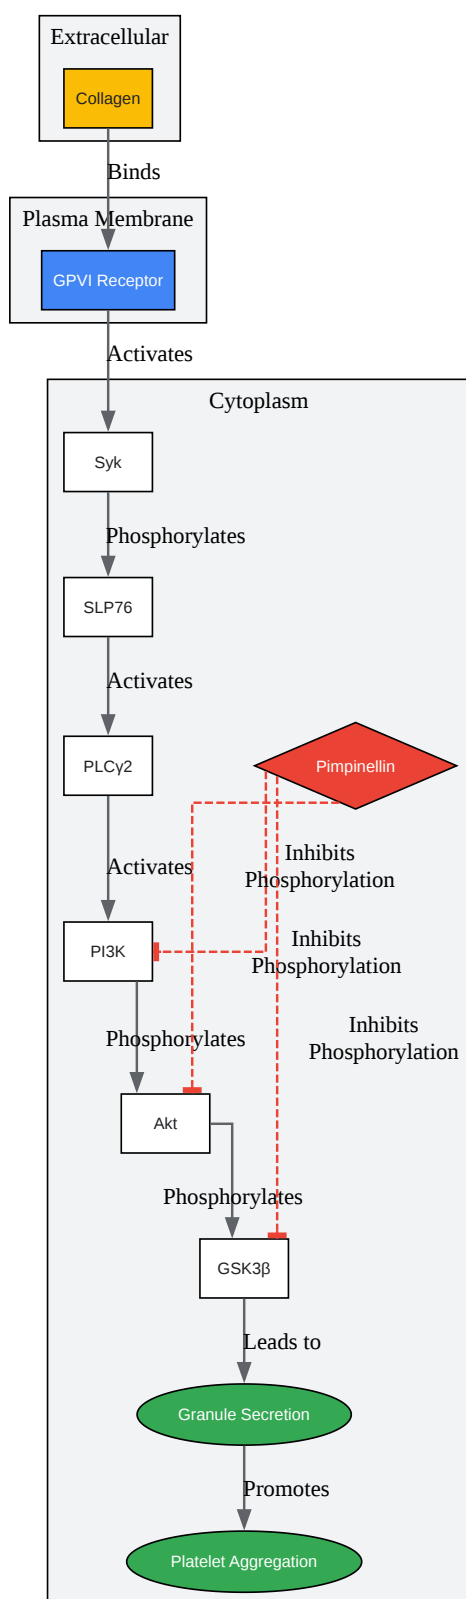 Extracellular
Collagen
Binds
Plasma Membrane
GPVI Receptor
Activates
Cytoplasm
Syk
Phosphorylates
SLP76
Activates
PLCγ2
Pimpinellin
Activates
Inhibits
Phosphorylation
PI3K
Inhibits
Phosphorylation
Phosphorylates
Inhibits
Phosphorylation
Akt
Phosphorylates
GSK3β
Leads to
Granule Secretion
Promotes
Platelet Aggregation